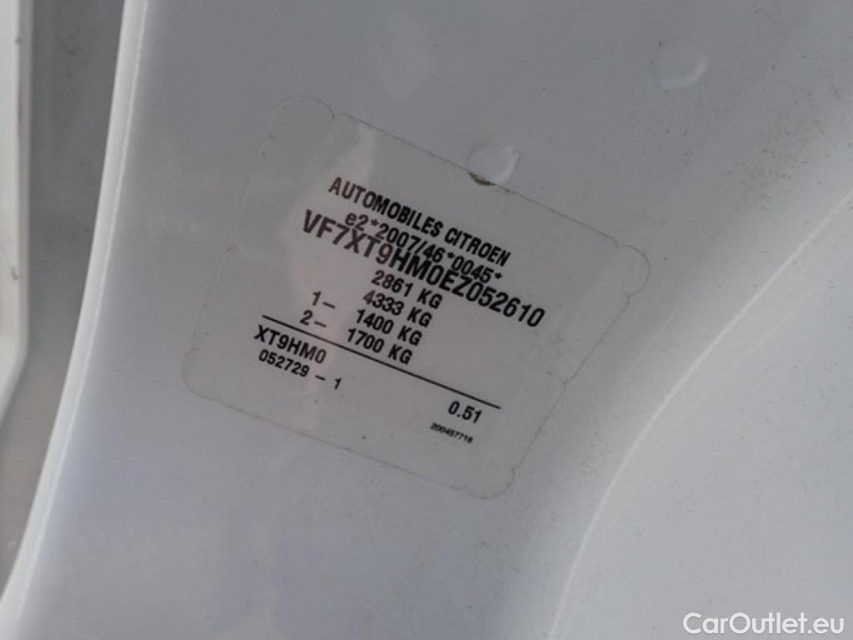 AUTOMOBILES CITROEN
e2*2007/46*0045*
VF7XT9HM0EZ052610
2861 KG
4333 KG
1- 1400 KG
2- 1700 KG
XT9HM0
052729 - 1
0.51
200457716
CarOutlet.eu